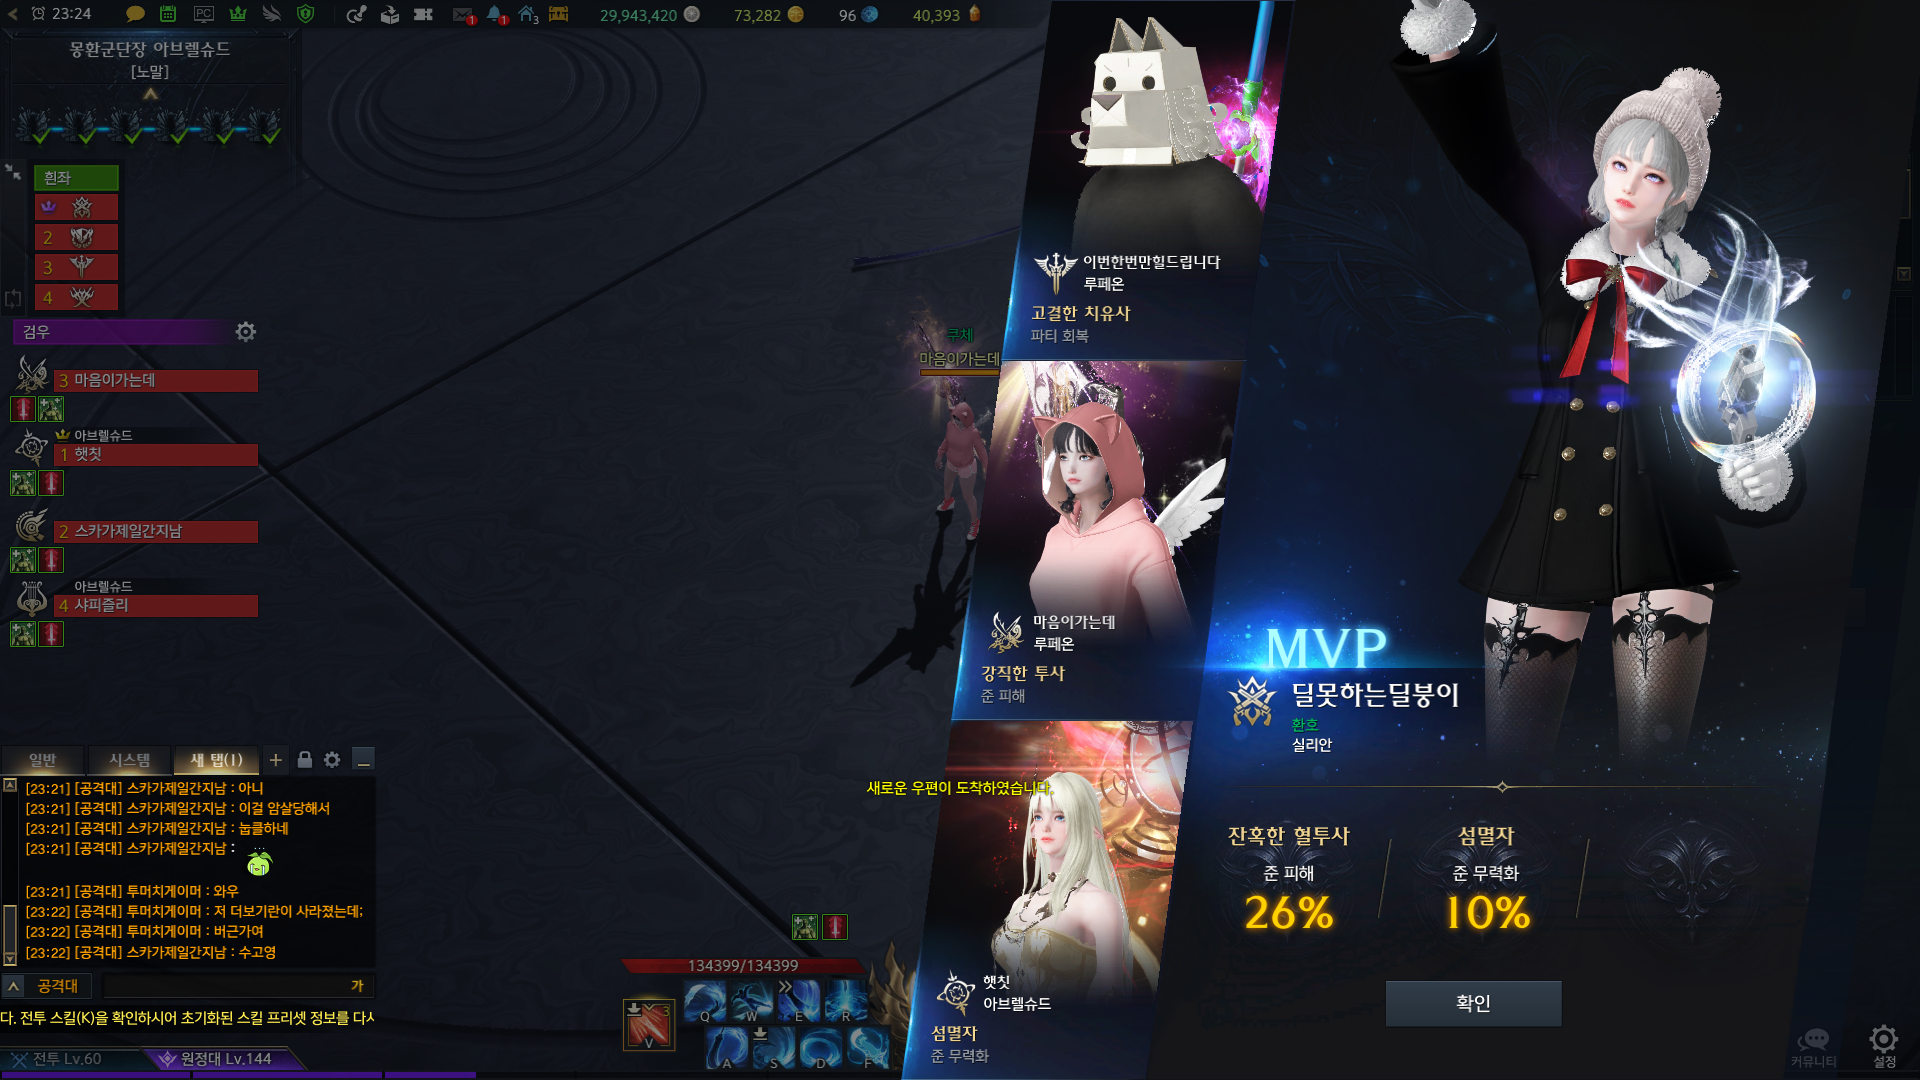 23:24
PC
1
1
3
29,943,420
73,282
96
40,393
몽환군단장 아브렐슈드
[노말]
흰좌
2
3
4
검우
3 마음이가는데
아브렐슈드
1 햇칫
2 스카가제일간지남
아브렐슈드
4 샤피즐리
쿠체
마음이가는데
이번한번만힐드립니다
루페온
고결한 치유사
파티 회복
마음이가는데
루페온
강직한 투사
준 피해
새로운 우편이 도착하였습니다.
햇칫
아브렐슈드
섬멸자
준 무력화
MVP
딜못하는딜붕이
환호
실리안
잔혹한 혈투사
준 피해
26%
섬멸자
준 무력화
10%
확인
일반
시스템
새 탭(1)
[23:21] [공격대] 스카가제일간지남 : 아니
[23:21] [공격대] 스카가제일간지남 : 이걸 암살당해서
[23:21] [공격대] 스카가제일간지남 : 눕클하네
[23:21] [공격대] 스카가제일간지남 :
[23:21] [공격대] 투머치게이머 : 와우
[23:22] [공격대] 투머치게이머 : 저 더보기란이 사라졌는데;
[23:22] [공격대] 투머치게이머 : 버근가여
[23:22] [공격대] 스카가제일간지남 : 수고영
공격대
가
다. 전투 스킬(K)을 확인하시어 초기화된 스킬 프리셋 정보를 다시
전투 Lv.60
원정대 Lv.144
134399/134399
3
V
Q
W
E
R
A
S
D
F
커뮤니티
설정